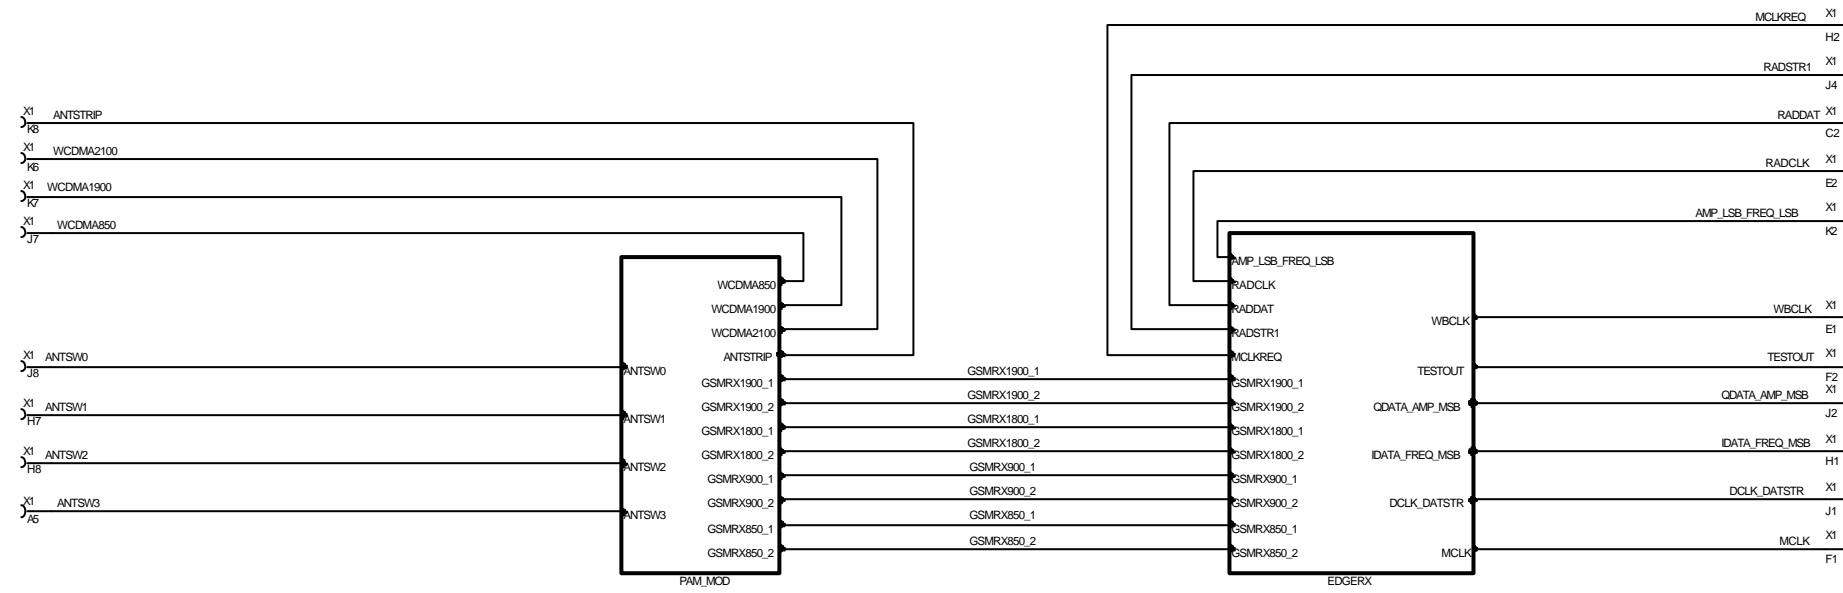 MCLKREQ X1
H2
RADSTR1 X1
J4
RADDAT X1
C2
RADCLK X1
E2
AMP_LSB_FREQ_LSB X1
K2
X1 ANTSTRIP
K8
X1 WCDMA2100
K6
X1 WCDMA1900
K7
X1 WCDMA850
J7
X1 ANTSW0
J8
X1 ANTSW1
H7
X1 ANTSW2
H8
X1 ANTSW3
A5
ANTSW0
ANTSW1
ANTSW2
ANTSW3
WCDMA850
WCDMA1900
WCDMA2100
ANTSTRIP
GSMRX1900_1
GSMRX1900_2
GSMRX1800_1
GSMRX1800_2
GSMRX900_1
GSMRX900_2
GSMRX850_1
GSMRX850_2
PAM_MOD
GSMRX1900_1
GSMRX1900_2
GSMRX1800_1
GSMRX1800_2
GSMRX900_1
GSMRX900_2
GSMRX850_1
GSMRX850_2
AMP_LSB_FREQ_LSB
RADCLK
RADDAT
RADSTR1
MCLKREQ
GSMRX1900_1
GSMRX1900_2
GSMRX1800_1
GSMRX1800_2
GSMRX900_1
GSMRX900_2
GSMRX850_1
GSMRX850_2
WBCLK
TESTOUT
QDATA_AMP_MSB
IDATA_FREQ_MSB
DCLK_DATSTR
MCLK
EDGERX
WBCLK X1
E1
TESTOUT X1
F2
QDATA_AMP_MSB X1
J2
IDATA_FREQ_MSB X1
H1
DCLK_DATSTR X1
J1
MCLK X1
F1